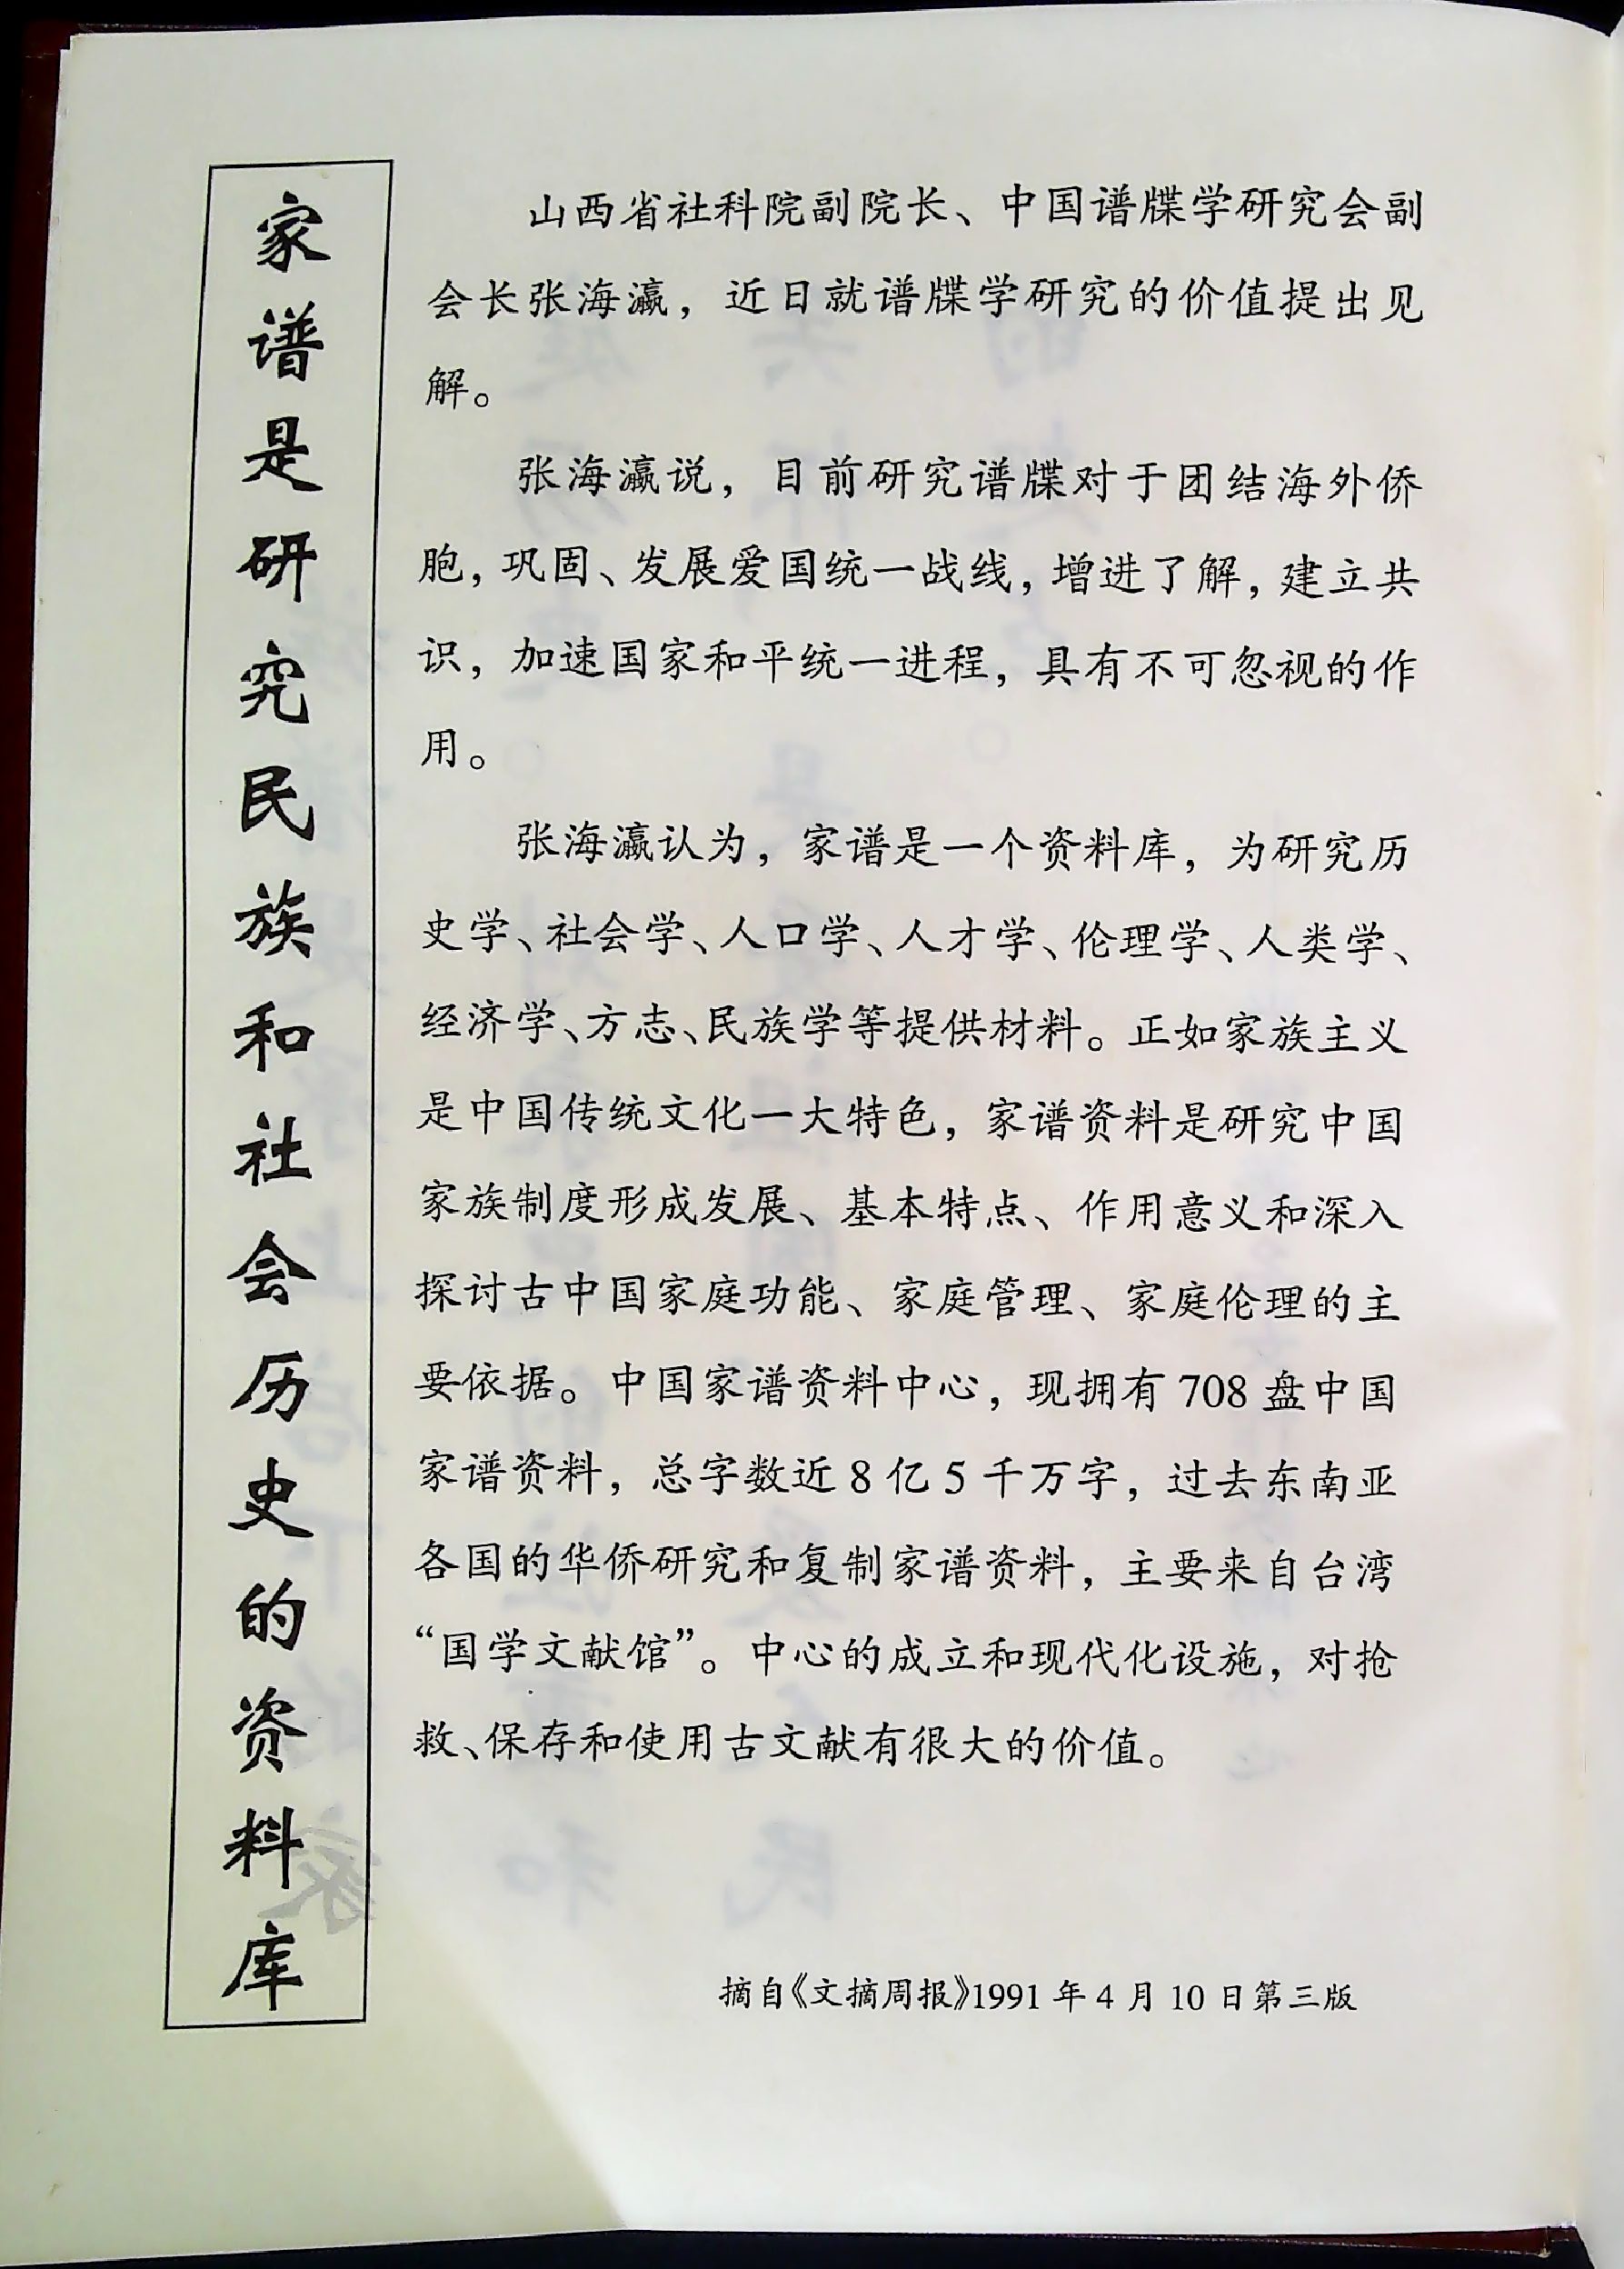 家谱是研究民族和社会历史的资料库
山西省社科院副院长、中国谱牒学研究会副
会长张海瀛，近日就谱牒学研究的价值提出见
解。
张海瀛说，目前研究谱牒对于团结海外侨
胞，巩固、发展爱国统一战线，增进了解，建立共
识，加速国家和平统一进程，具有不可忽视的作
用。
张海瀛认为，家谱是一个资料库，为研究历
史学、社会学、人口学、人才学、伦理学、人类学、
经济学、方志、民族学等提供材料。正如家族主义
是中国传统文化一大特色，家谱资料是研究中国
家族制度形成发展、基本特点、作用意义和深入
探讨古中国家庭功能、家庭管理、家庭伦理的主
要依据。中国家谱资料中心，现拥有 708 盘中国
家谱资料，总字数近 8 亿 5 千万字，过去东南亚
各国的华侨研究和复制家谱资料，主要来自台湾
“国学文献馆”。中心的成立和现代化设施，对抢
救、保存和使用古文献有很大的价值。
摘自《文摘周报》1991 年 4 月 10 日第三版